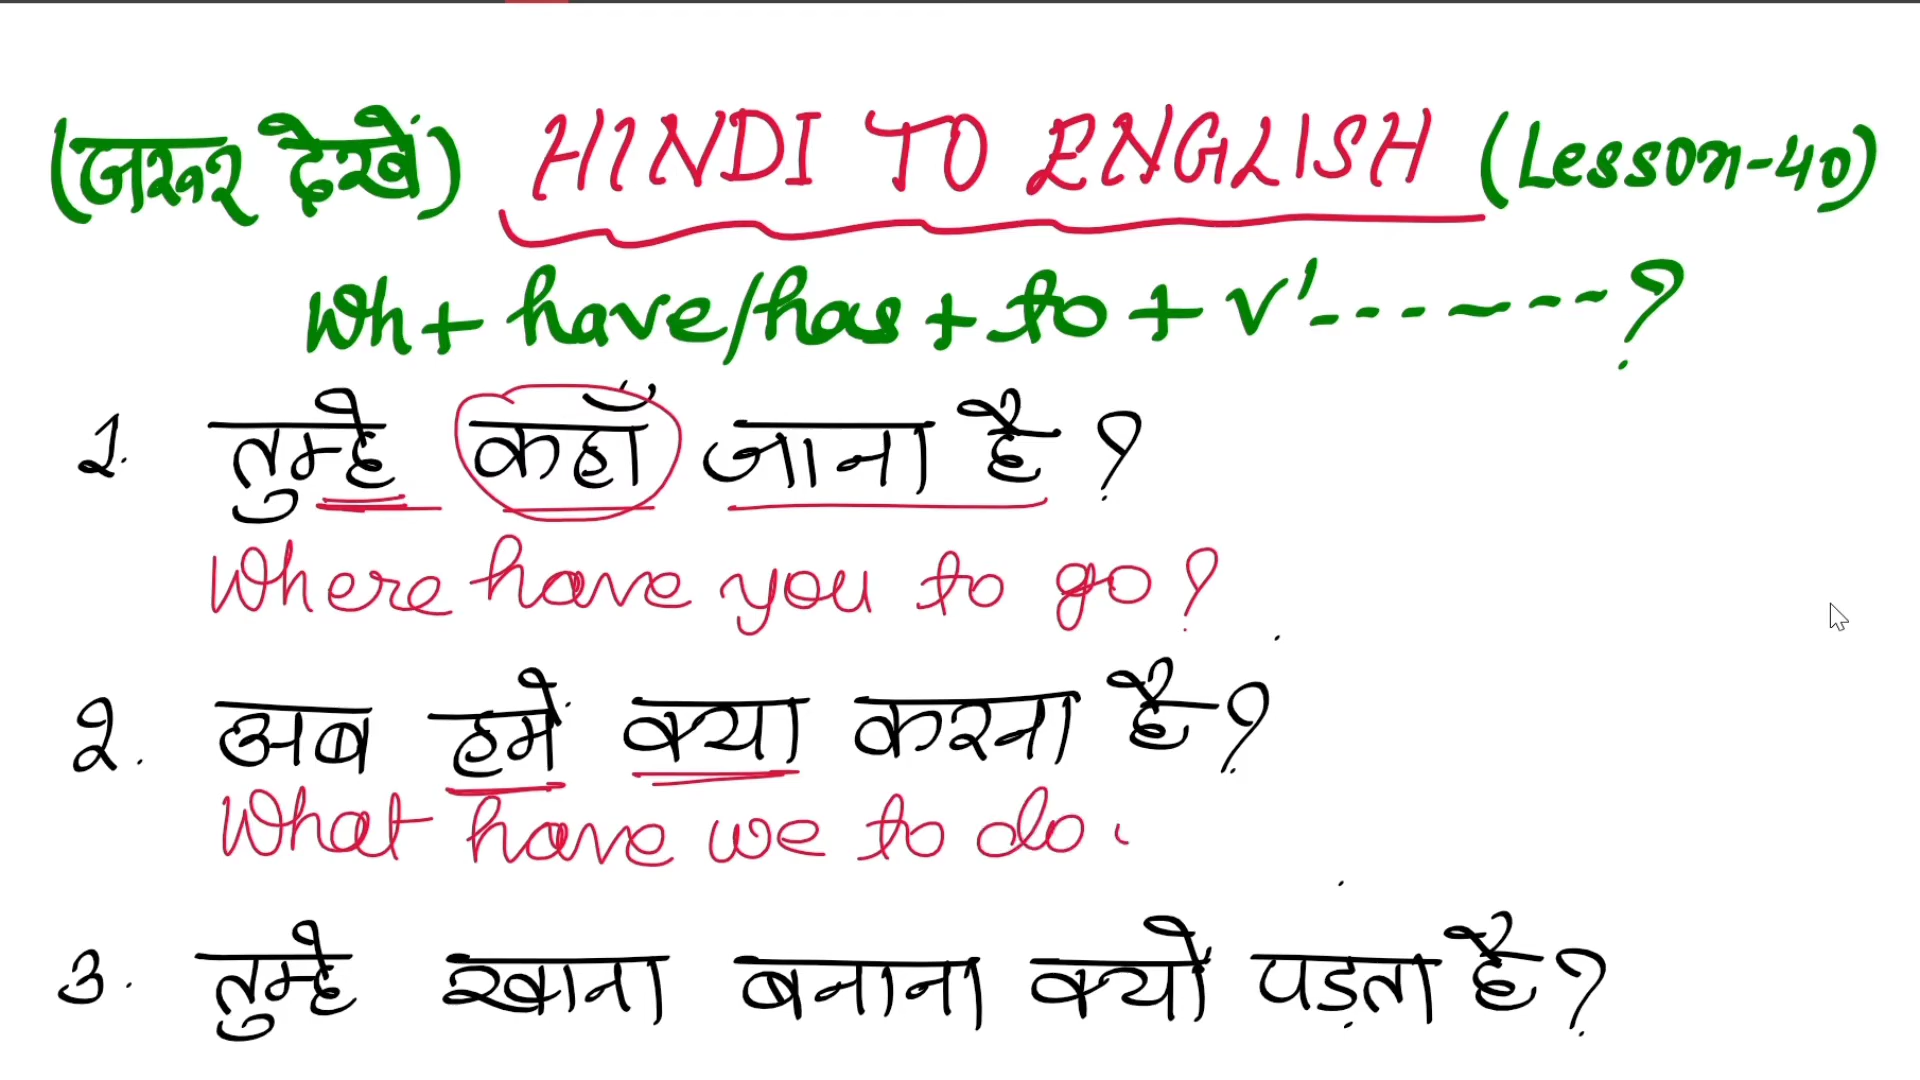 (जरूर देखें) HINDI TO ENGLISH (Lesson-40)
Wh + have/has + to + V¹-------?
1. तुम्हे कहाँ जाना है ?
Where have you to go ?
2. अब हमें क्या करना है ?
What have we to do .
3. तुम्हे खाना बनाना क्यों पड़ता है ?